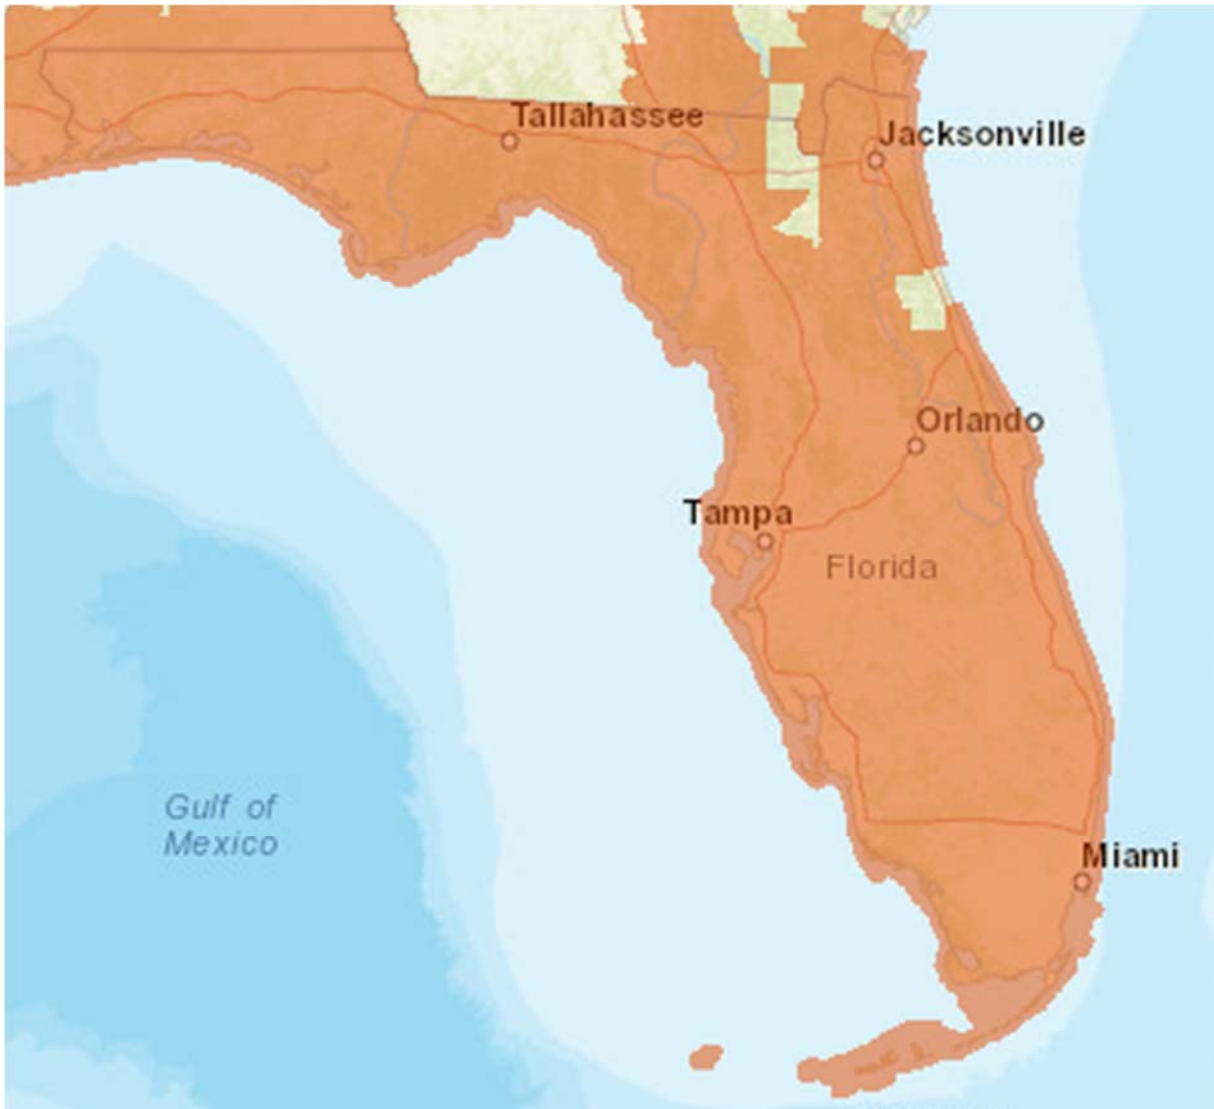 Tallahassee
Jacksonville
Orlando
Tampa
Florida
Gulf of
Mexico
Miami